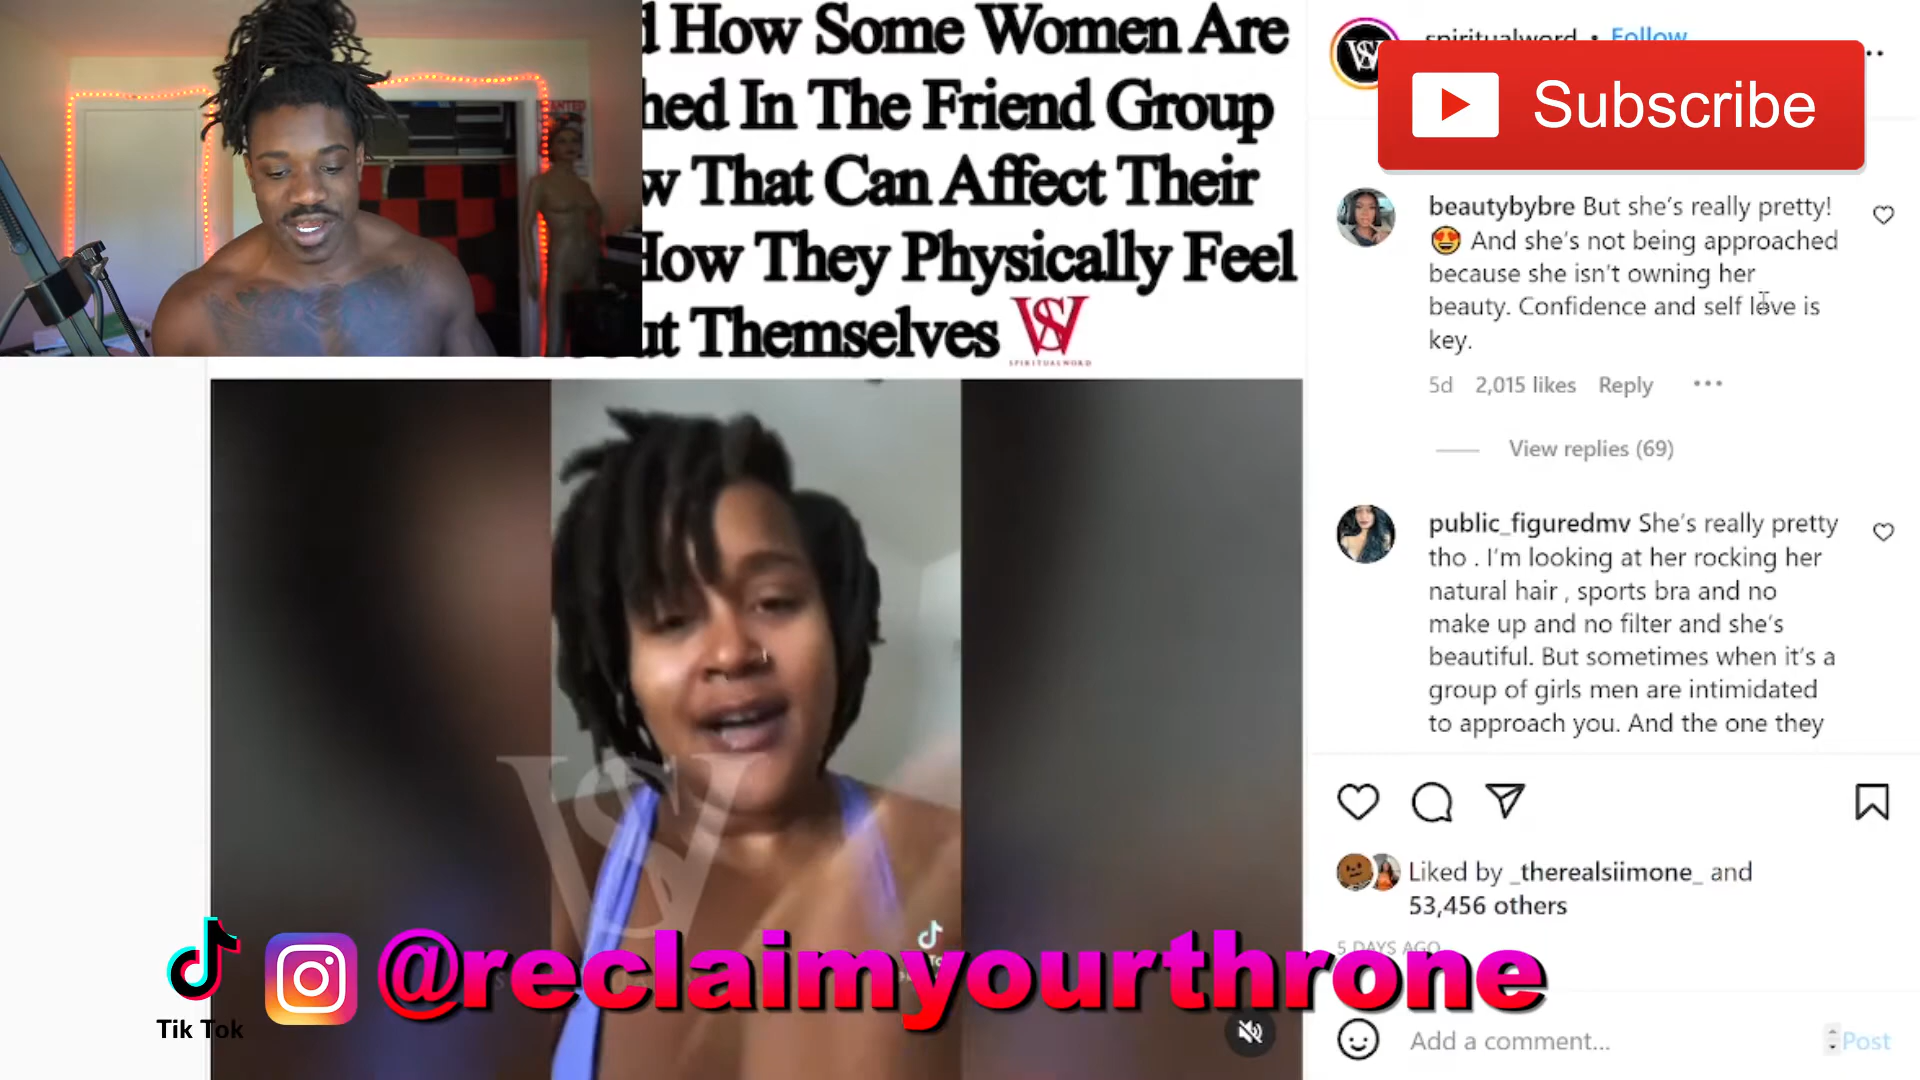 How Some Women Are
In The Friend Group
That Can Affect Their
How They Physically Feel
Themselves
SPIRITUALWORD
spiritualword • Follow
Subscribe
beautybybre But she's really pretty!
😍 And she's not being approached
because she isn't owning her
beauty. Confidence and self love is
key.
5d 2,015 likes Reply
View replies (69)
public_figuredmv She's really pretty
tho . I'm looking at her rocking her
natural hair , sports bra and no
make up and no filter and she's
beautiful. But sometimes when it's a
group of girls men are intimidated
to approach you. And the one they
Liked by _therealsiimone_ and
53,456 others
5 DAYS AGO
@reclaimyourthrone
Tik Tok
Add a comment...
Post